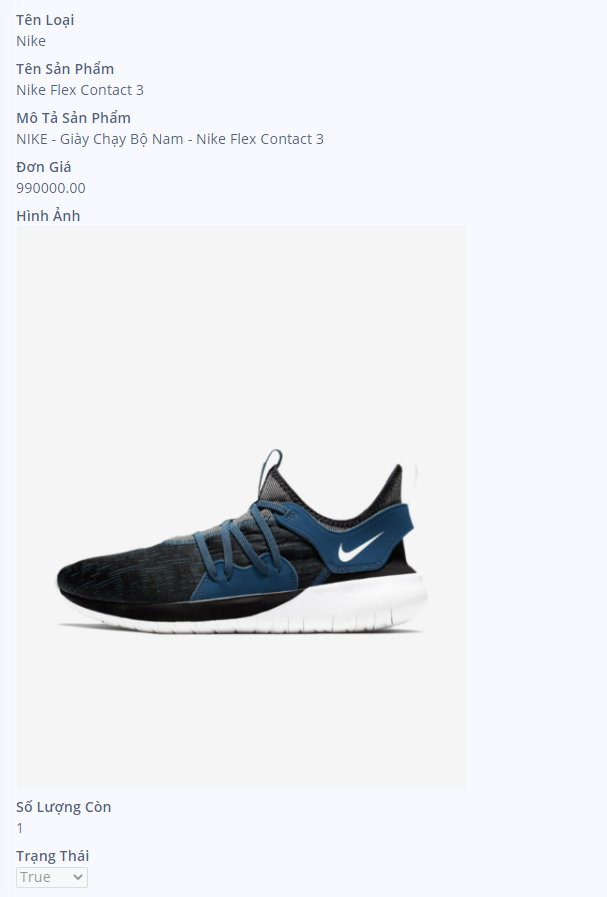 Tên Loại
Nike
Tên Sản Phẩm
Nike Flex Contact 3
Mô Tả Sản Phẩm
NIKE - Giày Chạy Bộ Nam - Nike Flex Contact 3
Đơn Giá
990000.00
Hình Ảnh
Số Lượng Còn
1
Trạng Thái
True